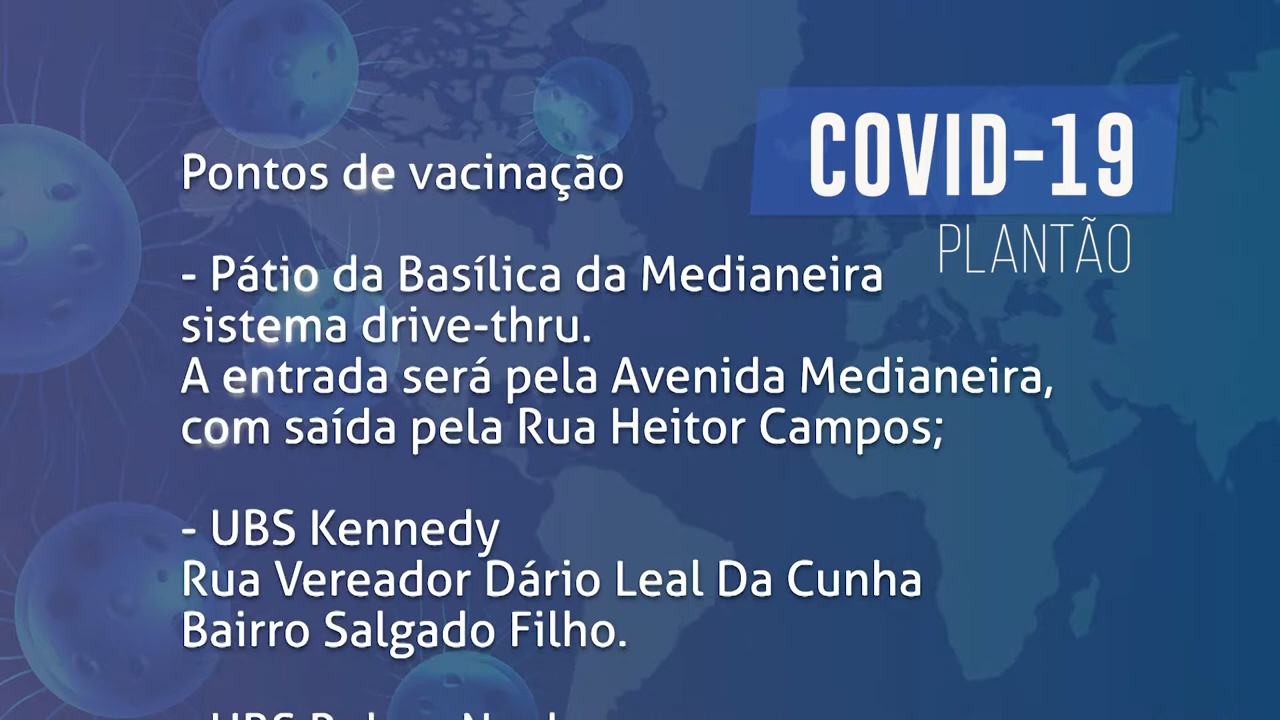 COVID-19
PLANTÃO
Pontos de vacinação
- Pátio da Basílica da Medianeira
sistema drive-thru.
A entrada será pela Avenida Medianeira,
com saída pela Rua Heitor Campos;
- UBS Kennedy
Rua Vereador Dário Leal Da Cunha
Bairro Salgado Filho.
- UBS